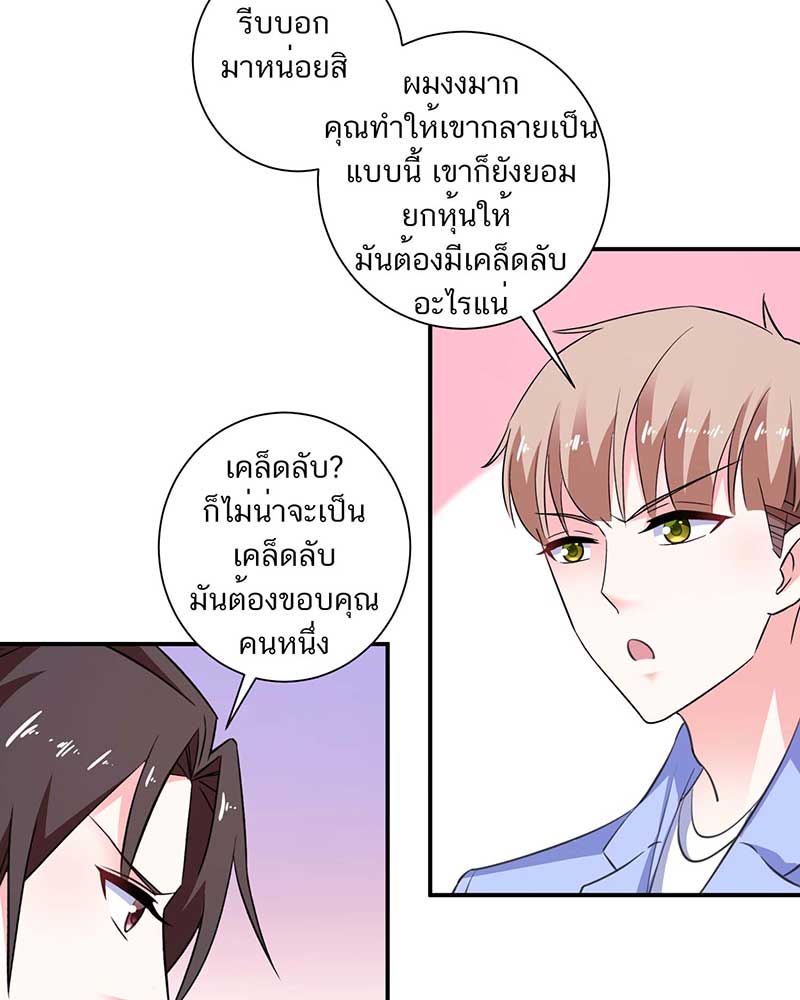 รีบบอก
มาหน่อยสิ
ผมงงมาก
คุณทำให้เขากลายเป็น
แบบนี้ เขาก็ยังยอม
ยกหุ้นให้
มันต้องมีเคล็ดลับ
อะไรแน่
เคล็ดลับ?
ก็ไม่น่าจะเป็น
เคล็ดลับ
มันต้องขอบคุณ
คนหนึ่ง